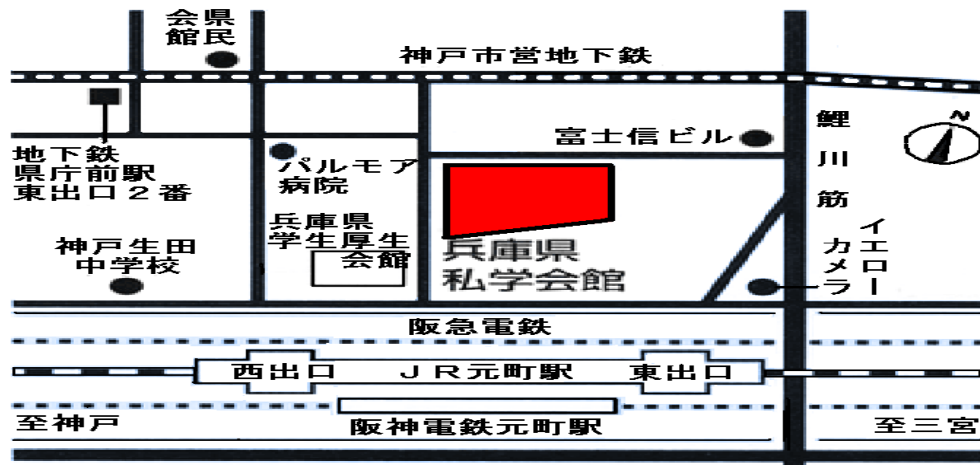 県民
会館
神戸市営地下鉄
富士信ビル
鯉川筋
N
地下鉄
県庁前駅
東出口２番
パルモア
病院
兵庫県
学生厚生
会館
神戸生田
中学校
兵庫県
私学会館
イエロー
カメラ
阪急電鉄
西出口
ＪＲ元町駅
東出口
至神戸
阪神電鉄元町駅
至三宮